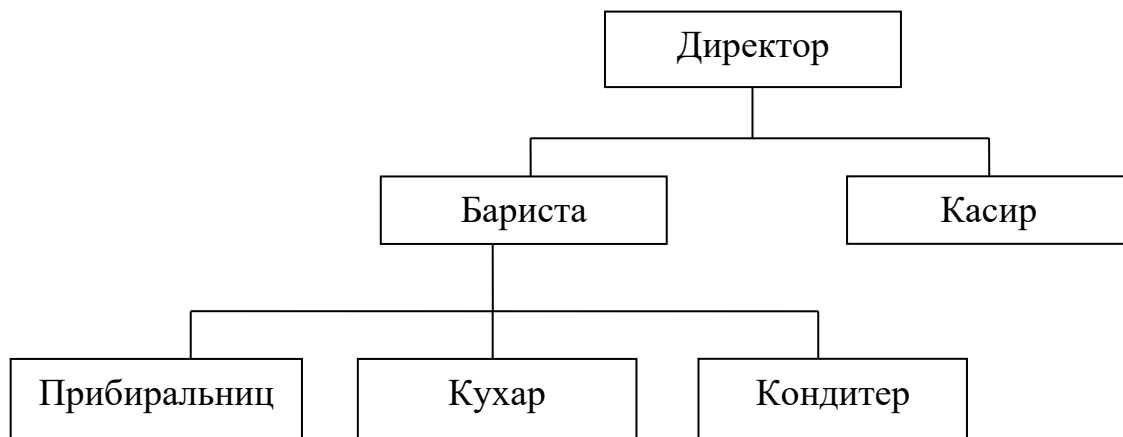 Директор
Бариста
Касир
Прибиральниц
Кухар
Кондитер